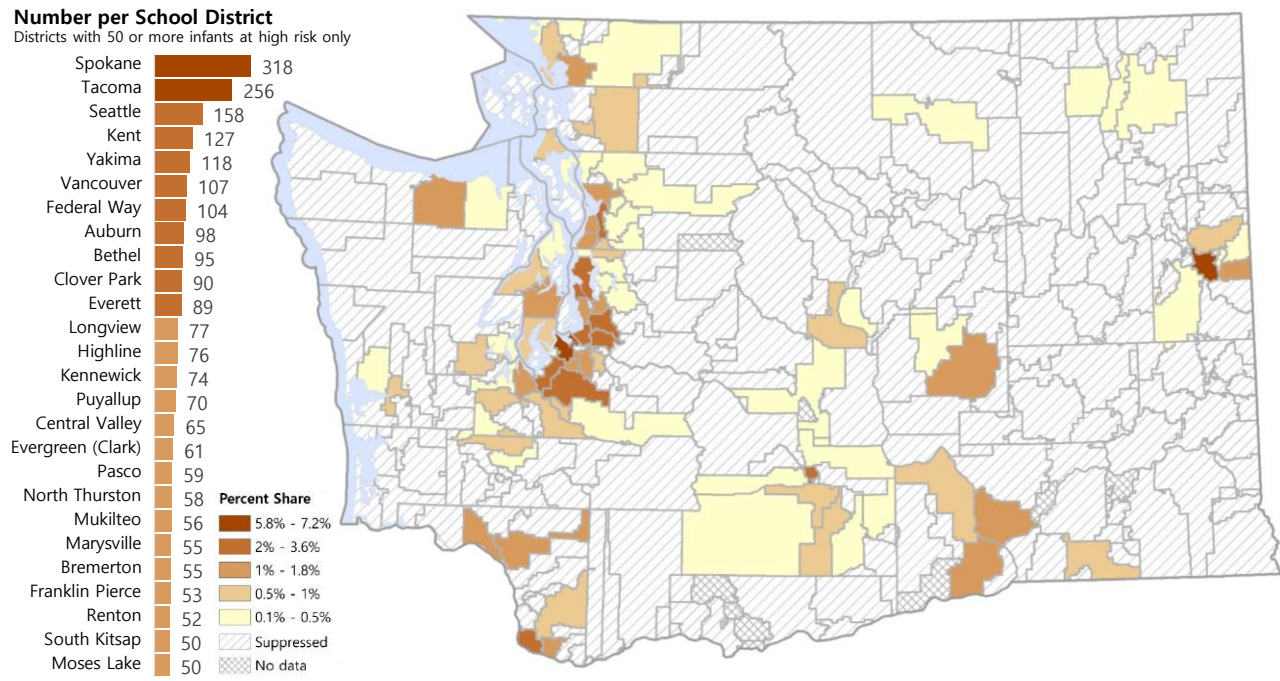 Number per School District
Districts with 50 or more infants at high risk only
Spokane 318
Tacoma 256
Seattle 158
Kent 127
Yakima 118
Vancouver 107
Federal Way 104
Auburn 98
Bethel 95
Clover Park 90
Everett 89
Longview 77
Highline 76
Kennewick 74
Puyallup 70
Central Valley 65
Evergreen (Clark) 61
Pasco 59
North Thurston 58
Mukilteo 56
Marysville 55
Bremerton 55
Franklin Pierce 53
Renton 52
South Kitsap 50
Moses Lake 50
Percent Share
5.8% - 7.2%
2% - 3.6%
1% - 1.8%
0.5% - 1%
0.1% - 0.5%
Suppressed
No data